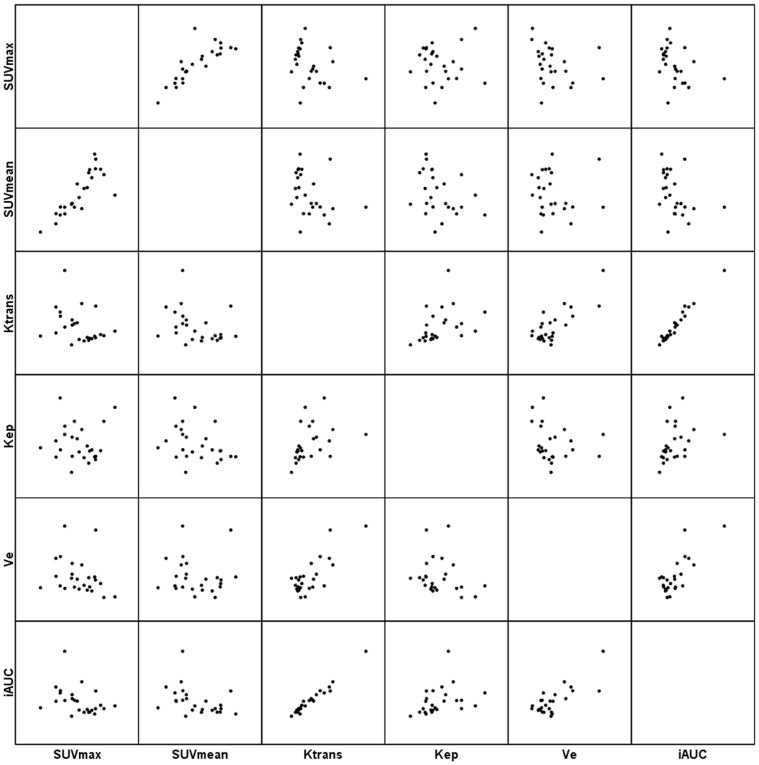 SUVmax
SUVmean
Ktrans
Kep
Ve
iAUC
SUVmax SUVmean Ktrans Kep Ve iAUC